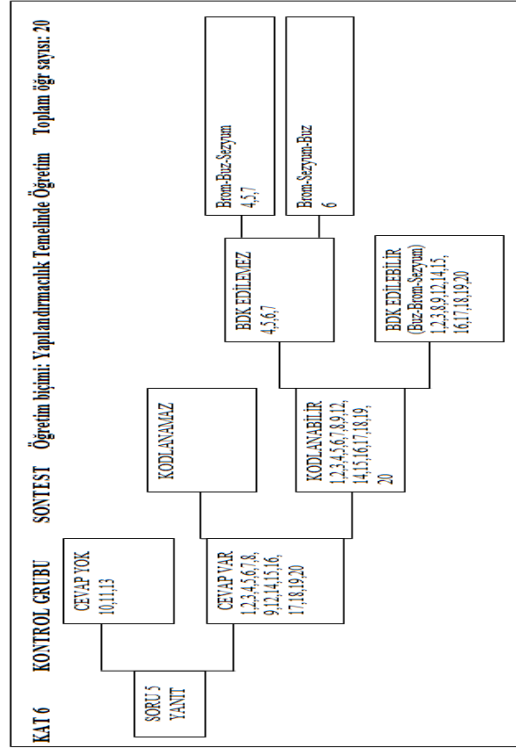 KAT 6 KONTROL GRUBU SONTEST Öğretim biçimi: Yapılandırmacılık Temelinde Öğretim Toplam öğr sayısı: 20
SORU 5
YANIT
CEVAP YOK
10,11,13
CEVAP VAR
1,2,3,4,5,6,7,8,
9,12,14,15,16,
17,18,19,20
KODLANAMAZ
KODLANABİLİR
1,2,3,4,5,6,7,8,9,12,
14,15,16,17,18,19,
20
BDK EDİLEMEZ
4,5,6,7
BDK EDİLEBİLİR
(Buz-Brom-Sezyum)
1,2,3,8,9,12,14,15,
16,17,18,19,20
Brom-Buz-Sezyum
4,5,7
Brom-Sezyum-Buz
6